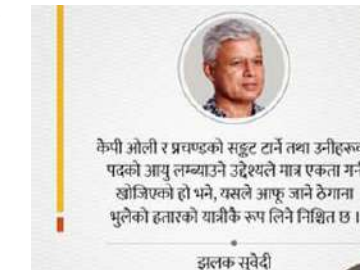 केपी ओली र प्रचण्डको सङ्कट टार्ने तथा उनीहरूको
पदको आयु लम्ब्याउने उद्देश्यले मात्र एकता गर्न
खोजिएको हो भने, यसले आफू जाने ठेगाना
भुलेको हतारको यात्रीकै रूप लिने निश्चित छ ।
झलक सुवेदी